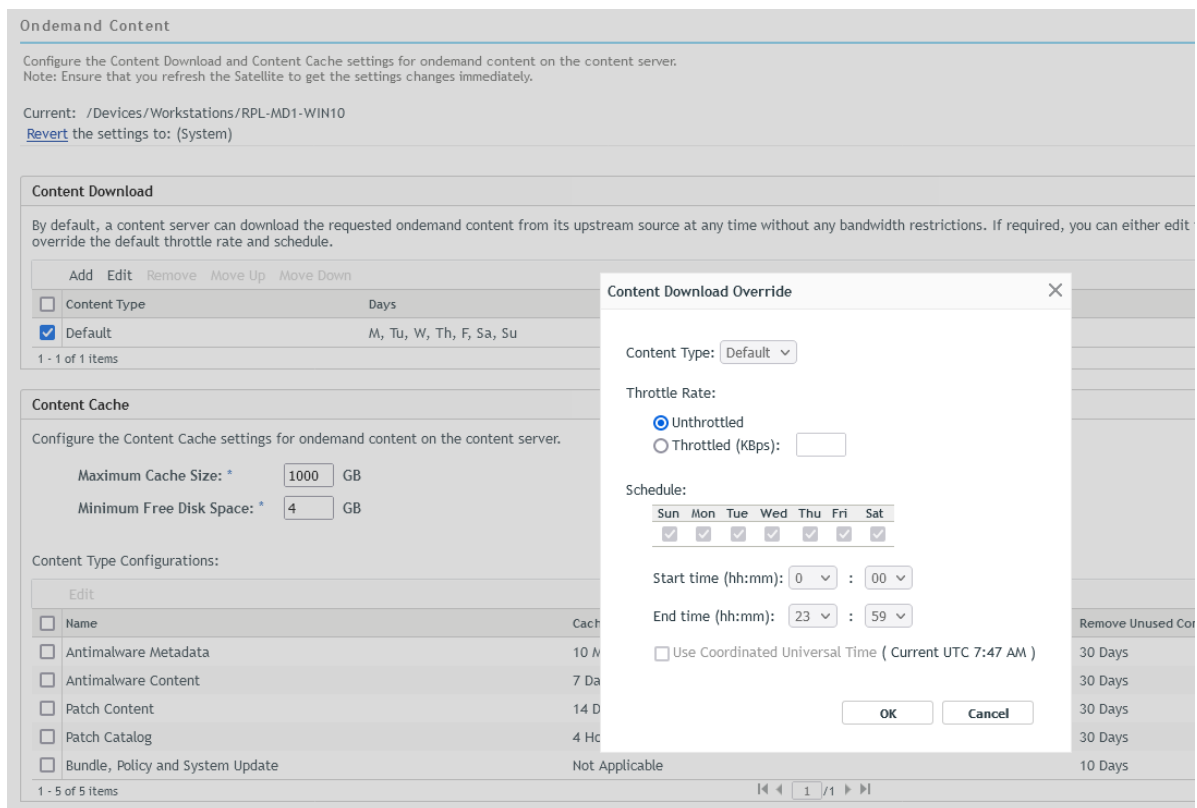 Ondemand Content
Configure the Content Download and Content Cache settings for ondemand content on the content server.
Note: Ensure that you refresh the Satellite to get the settings changes immediately.
Current: /Devices/Workstations/RPL-MD1-WIN10
Revert the settings to: (System)
Content Download
By default, a content server can download the requested ondemand content from its upstream source at any time without any bandwidth restrictions. If required, you can either edit
override the default throttle rate and schedule.
Add Edit Remove Move Up Move Down
Content Type Days
Default M, Tu, W, Th, F, Sa, Su
1 - 1 of 1 items
Content Cache
Configure the Content Cache settings for ondemand content on the content server.
Maximum Cache Size: * 1000 GB
Minimum Free Disk Space: * 4 GB
Content Type Configurations:
Edit
Name Cach Remove Unused Con
Antimalware Metadata 10 M 30 Days
Antimalware Content 7 Da 30 Days
Patch Content 14 D 30 Days
Patch Catalog 4 Ho 30 Days
Bundle, Policy and System Update Not Applicable 10 Days
1 - 5 of 5 items 1 /1
Content Download Override
Content Type: Default
Throttle Rate:
Unthrottled
Throttled (KBps):
Schedule:
Sun Mon Tue Wed Thu Fri Sat
Start time (hh:mm): 0 : 00
End time (hh:mm): 23 : 59
Use Coordinated Universal Time ( Current UTC 7:47 AM )
OK Cancel